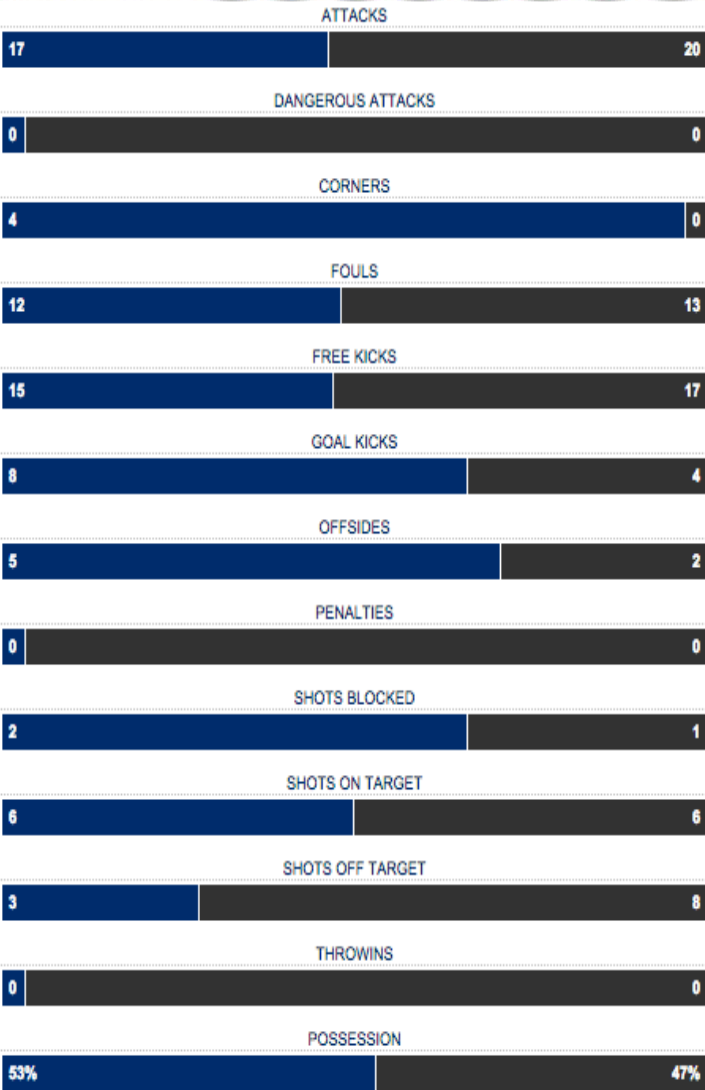 ATTACKS
17 20
DANGEROUS ATTACKS
0 0
CORNERS
4 0
FOULS
12 13
FREE KICKS
15 17
GOAL KICKS
8 4
OFFSIDES
5 2
PENALTIES
0 0
SHOTS BLOCKED
2 1
SHOTS ON TARGET
6 6
SHOTS OFF TARGET
3 8
THROWINS
0 0
POSSESSION
53% 47%